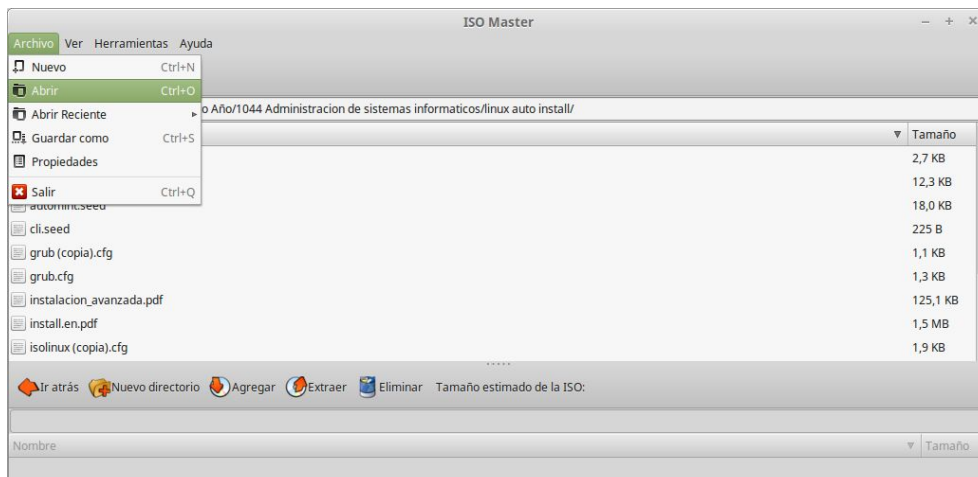 ISO Master
Archivo Ver Herramientas Ayuda
Nuevo Ctrl+N
Abrir Ctrl+O
Abrir Reciente
Guardar como Ctrl+S
Propiedades
Salir Ctrl+Q
o Año/1044 Administracion de sistemas informaticos/linux auto install/
Tamaño
2,7 KB
12,3 KB
automint.seed 18,0 KB
cli.seed 225 B
grub (copia).cfg 1,1 KB
grub.cfg 1,3 KB
instalacion_avanzada.pdf 125,1 KB
install.en.pdf 1,5 MB
isolinux (copia).cfg 1,9 KB
Ir atrás Nuevo directorio Agregar Extraer Eliminar Tamaño estimado de la ISO:
Nombre Tamaño